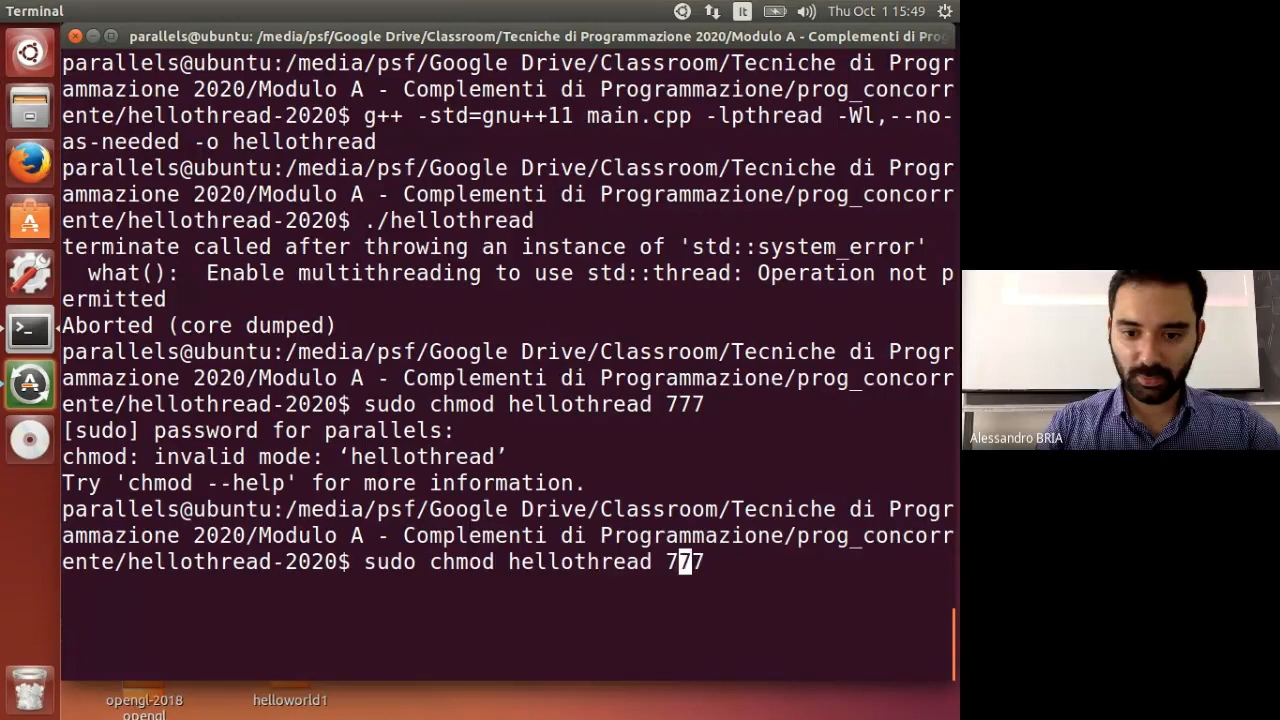 Terminal
It
Thu Oct 1 15:49
parallels@ubuntu: /media/psf/Google Drive/Classroom/Tecniche di Programmazione 2020/Modulo A - Complementi di Prog
parallels@ubuntu:/media/psf/Google Drive/Classroom/Tecniche di Progr
ammazione 2020/Modulo A - Complementi di Programmazione/prog_concorr
ente/hellothread-2020$ g++ -std=gnu++11 main.cpp -lpthread -Wl,--no-
as-needed -o hellothread
parallels@ubuntu:/media/psf/Google Drive/Classroom/Tecniche di Progr
ammazione 2020/Modulo A - Complementi di Programmazione/prog_concorr
ente/hellothread-2020$ ./hellothread
terminate called after throwing an instance of 'std::system_error'
what():  Enable multithreading to use std::thread: Operation not p
ermitted
Aborted (core dumped)
parallels@ubuntu:/media/psf/Google Drive/Classroom/Tecniche di Progr
ammazione 2020/Modulo A - Complementi di Programmazione/prog_concorr
ente/hellothread-2020$ sudo chmod hellothread 777
[sudo] password for parallels:
chmod: invalid mode: ‘hellothread’
Try 'chmod --help' for more information.
parallels@ubuntu:/media/psf/Google Drive/Classroom/Tecniche di Progr
ammazione 2020/Modulo A - Complementi di Programmazione/prog_concorr
ente/hellothread-2020$ sudo chmod hellothread 777
Alessandro BRIA
opengl-2018
helloworld1
opengl